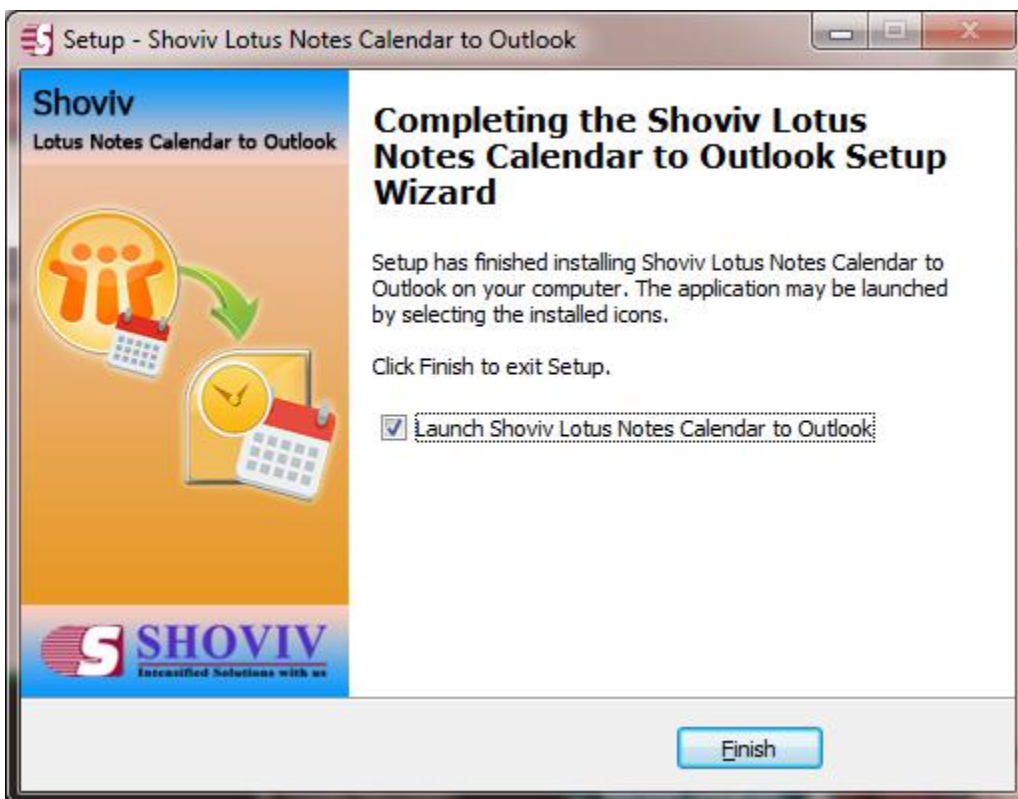 Setup - Shoviv Lotus Notes Calendar to Outlook
Shoviv
Lotus Notes Calendar to Outlook
Completing the Shoviv Lotus
Notes Calendar to Outlook Setup
Wizard
Setup has finished installing Shoviv Lotus Notes Calendar to
Outlook on your computer. The application may be launched
by selecting the installed icons.
Click Finish to exit Setup.
Launch Shoviv Lotus Notes Calendar to Outlook
S SHOVIV
Intensified Solutions with us
Finish